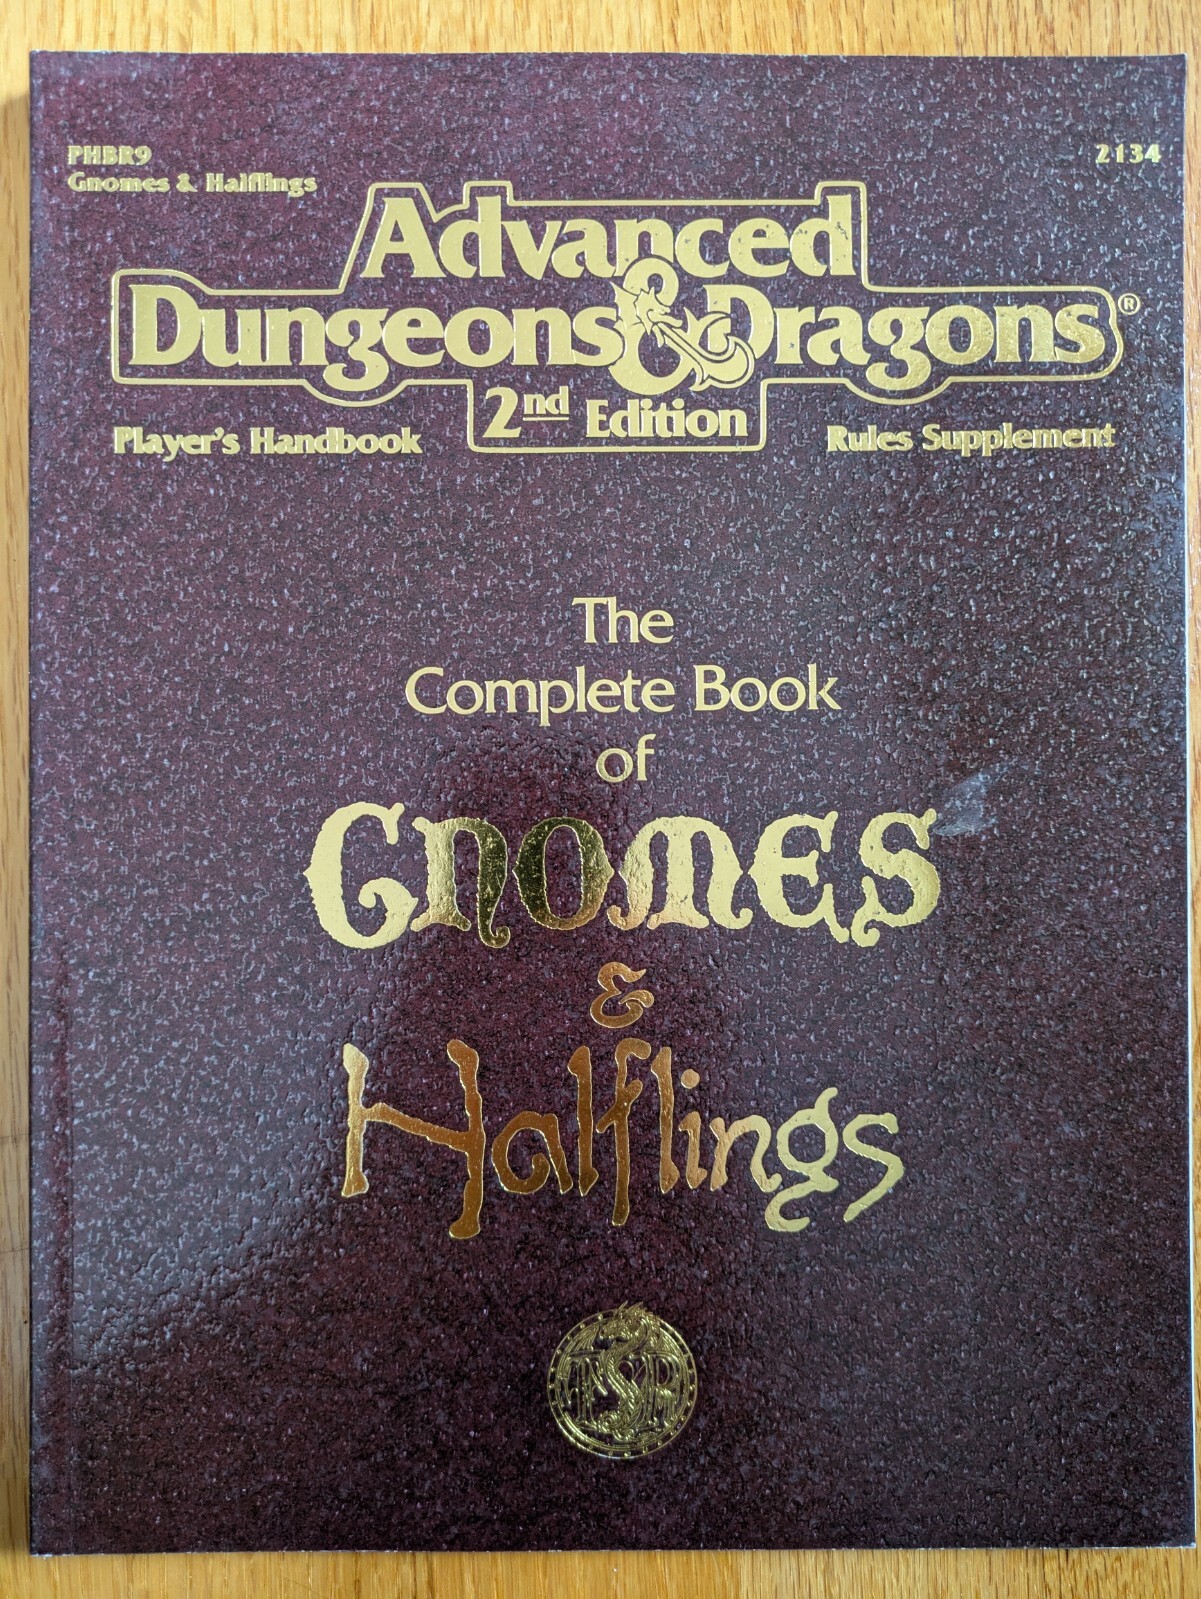 PHBR9
2134
Gnomes & Halflings
Advanced
Dungeons & Dragons®
2nd Edition
Player's Handbook
Rules Supplement
The
Complete Book
of
GNOMES
&
Halflings
TSR